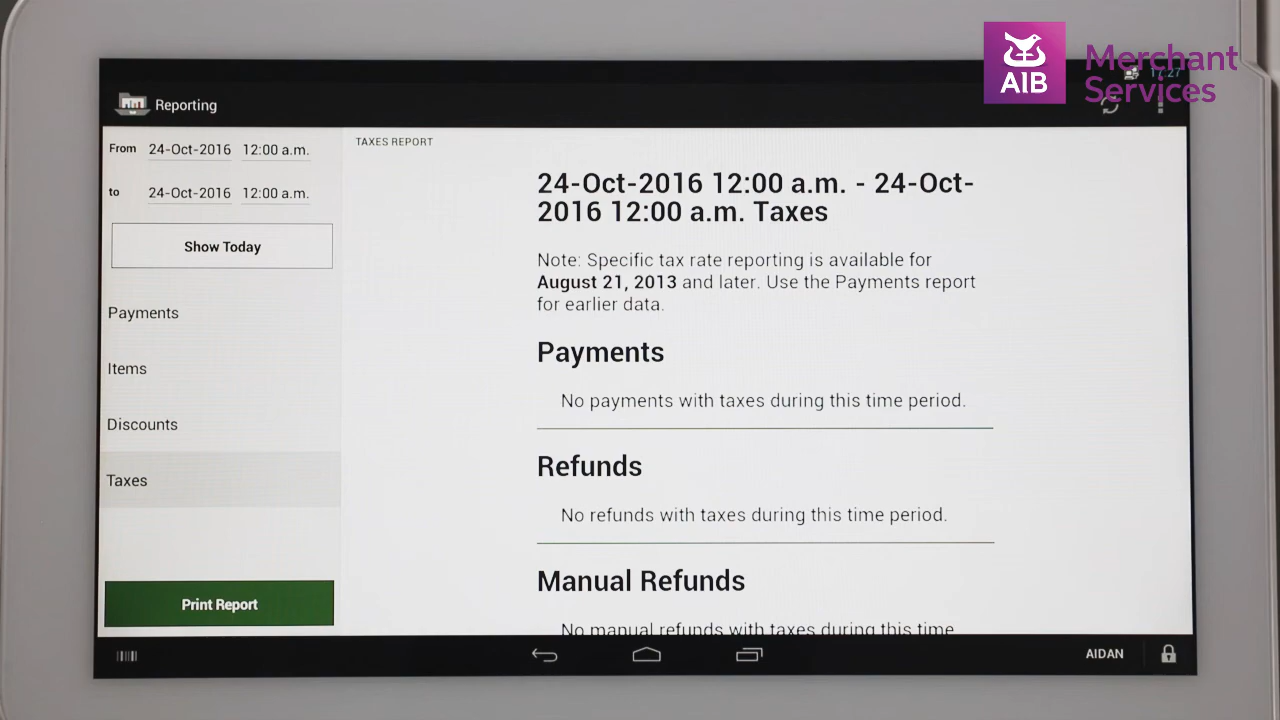 AIB
Merchant
Services
17:27
Reporting
From 24-Oct-2016 12:00 a.m.
to 24-Oct-2016 12:00 a.m.
Show Today
Payments
Items
Discounts
Taxes
Print Report
TAXES REPORT
24-Oct-2016 12:00 a.m. - 24-Oct-
2016 12:00 a.m. Taxes
Note: Specific tax rate reporting is available for
August 21, 2013 and later. Use the Payments report
for earlier data.
Payments
No payments with taxes during this time period.
Refunds
No refunds with taxes during this time period.
Manual Refunds
No manual refunds with taxes during this time
AIDAN